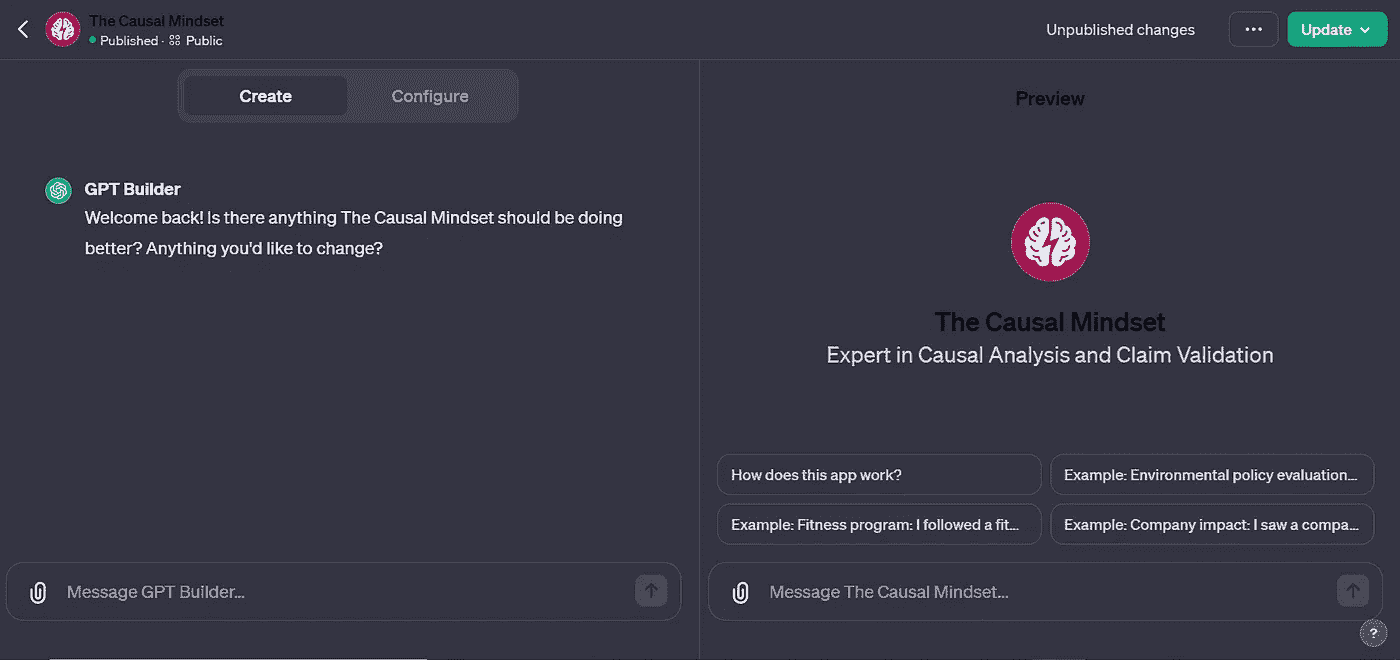 The Causal Mindset
Published · Public
Unpublished changes
...
Update
Create
Configure
GPT Builder
Welcome back! Is there anything The Causal Mindset should be doing
better? Anything you'd like to change?
Message GPT Builder...
Preview
The Causal Mindset
Expert in Causal Analysis and Claim Validation
How does this app work?
Example: Environmental policy evaluation...
Example: Fitness program: I followed a fit...
Example: Company impact: I saw a compa...
Message The Causal Mindset...
?